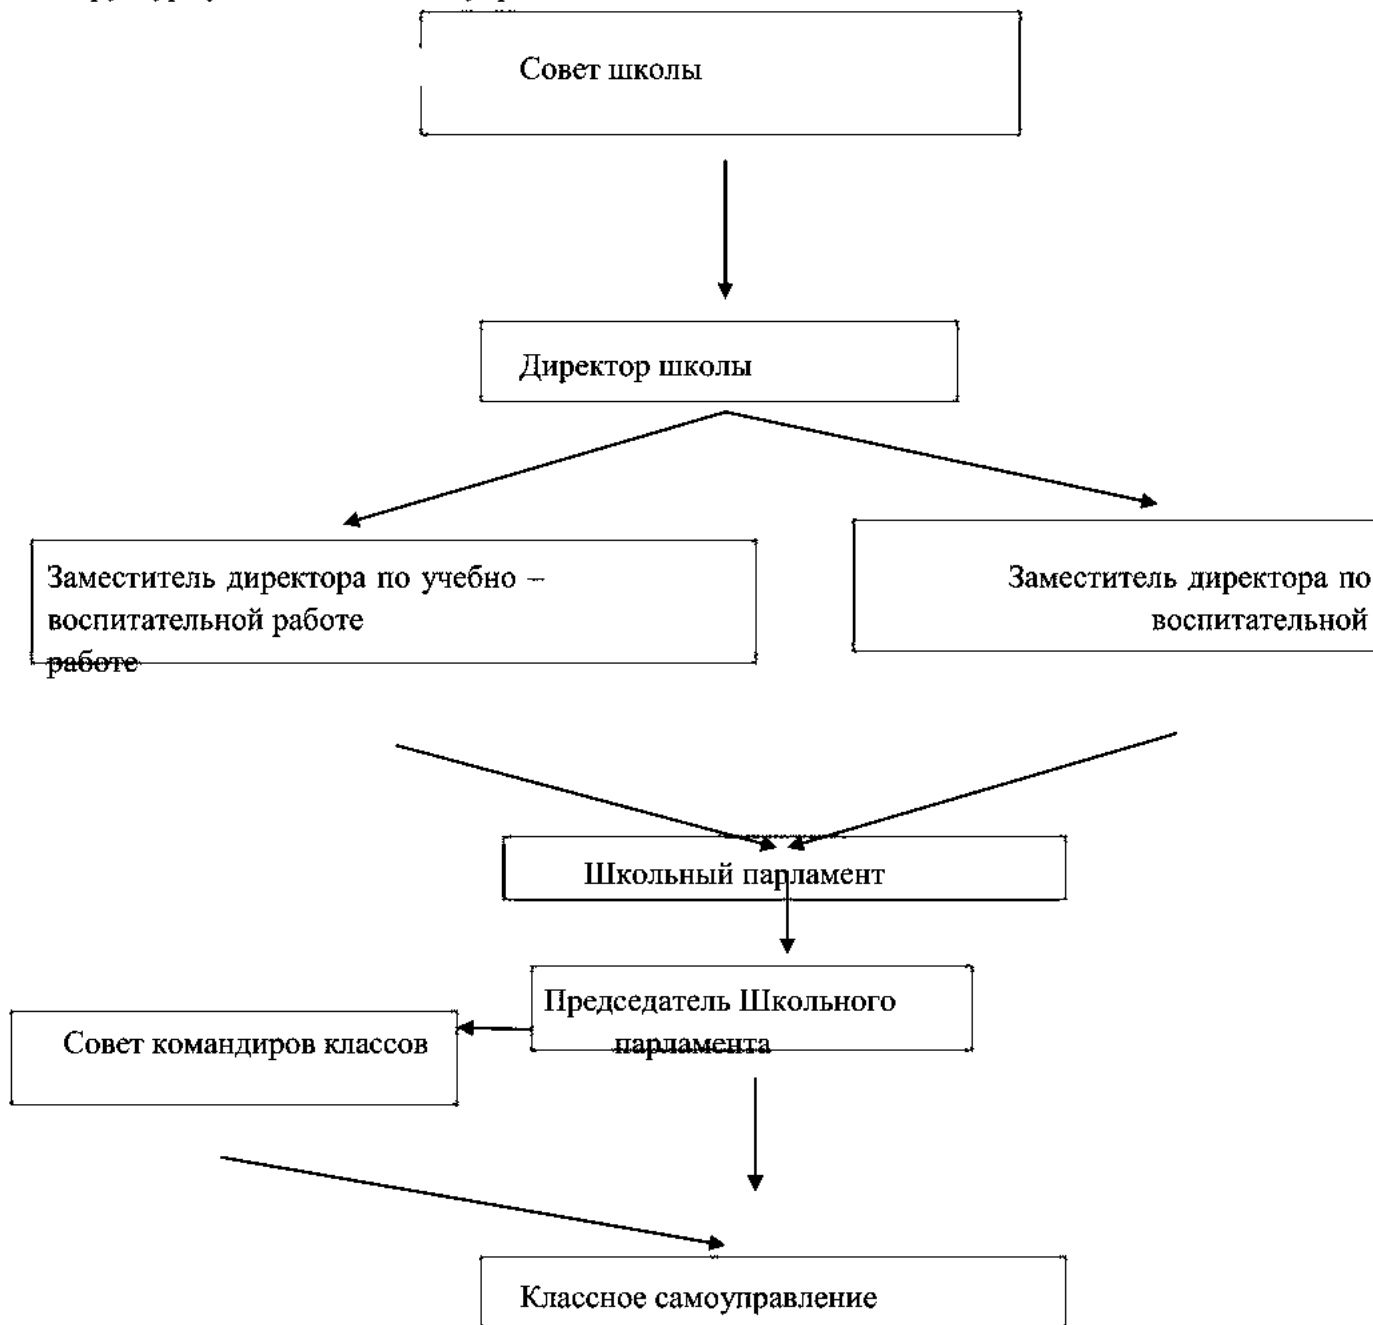 Совет школы
Директор школы
Заместитель директора по учебно –
воспитательной работе
работе
Заместитель директора по
воспитательной
Школьный парламент
Председатель Школьного
парламента
Совет командиров классов
Классное самоуправление